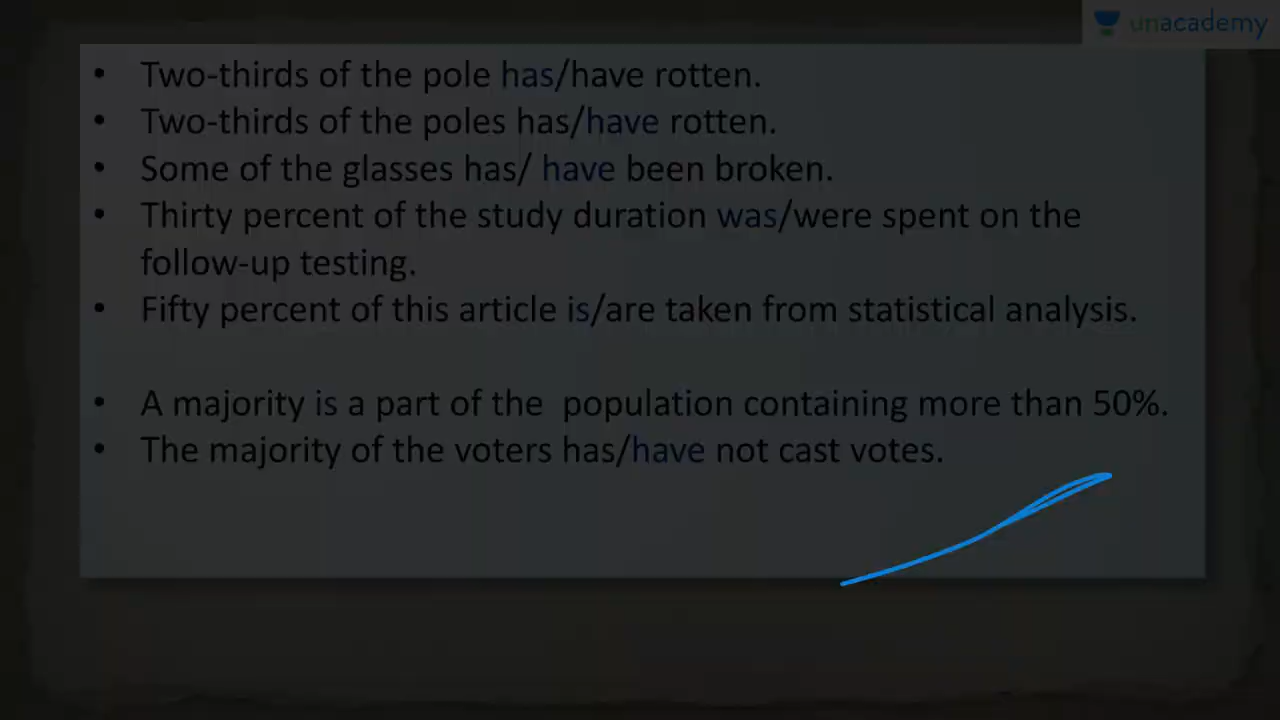 unacademy
• Two-thirds of the pole has/have rotten.
• Two-thirds of the poles has/have rotten.
• Some of the glasses has/ have been broken.
• Thirty percent of the study duration was/were spent on the
follow-up testing.
• Fifty percent of this article is/are taken from statistical analysis.
• A majority is a part of the  population containing more than 50%.
• The majority of the voters has/have not cast votes.